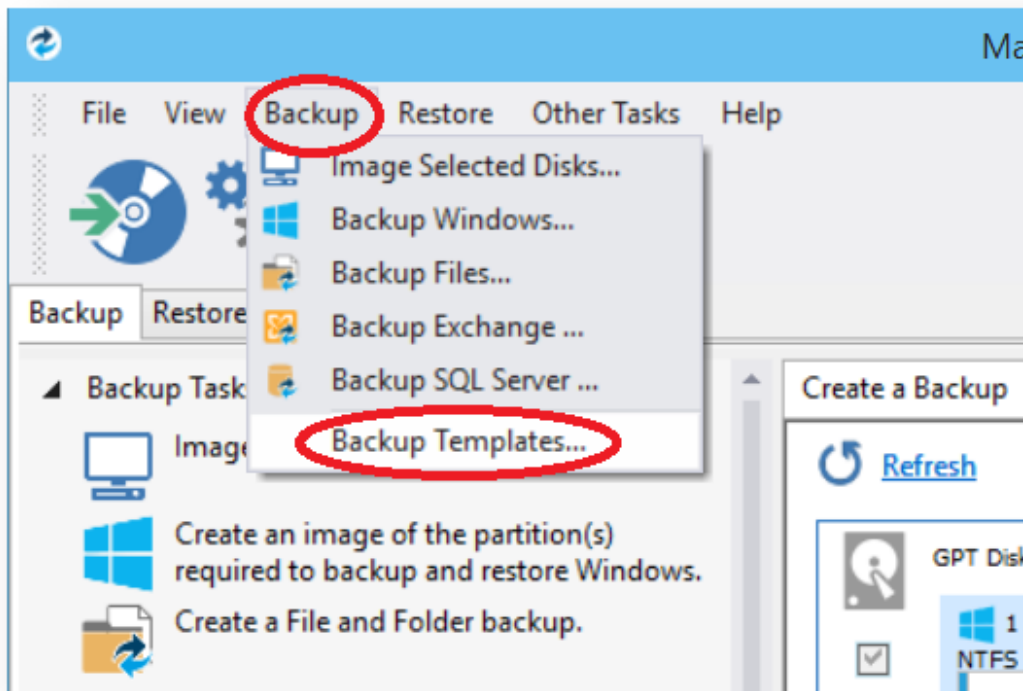 Ma
File View Backup Restore Other Tasks Help
Image Selected Disks...
Backup Windows...
Backup Files...
Backup Exchange ...
Backup SQL Server ...
Backup Templates...
Backup Restore
Backup Task
Image
Create an image of the partition(s)
required to backup and restore Windows.
Create a File and Folder backup.
Create a Backup
Refresh
GPT Disk
1
NTFS